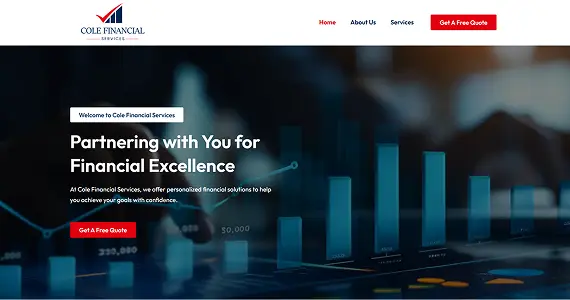 COLE FINANCIAL
SERVICES
Home
About Us
Services
Get A Free Quote
Welcome to Cole Financial Services
Partnering with You for
Financial Excellence
At Cole Financial Services, we offer personalized financial solutions to help
you achieve your goals with confidence.
Get A Free Quote
50,000